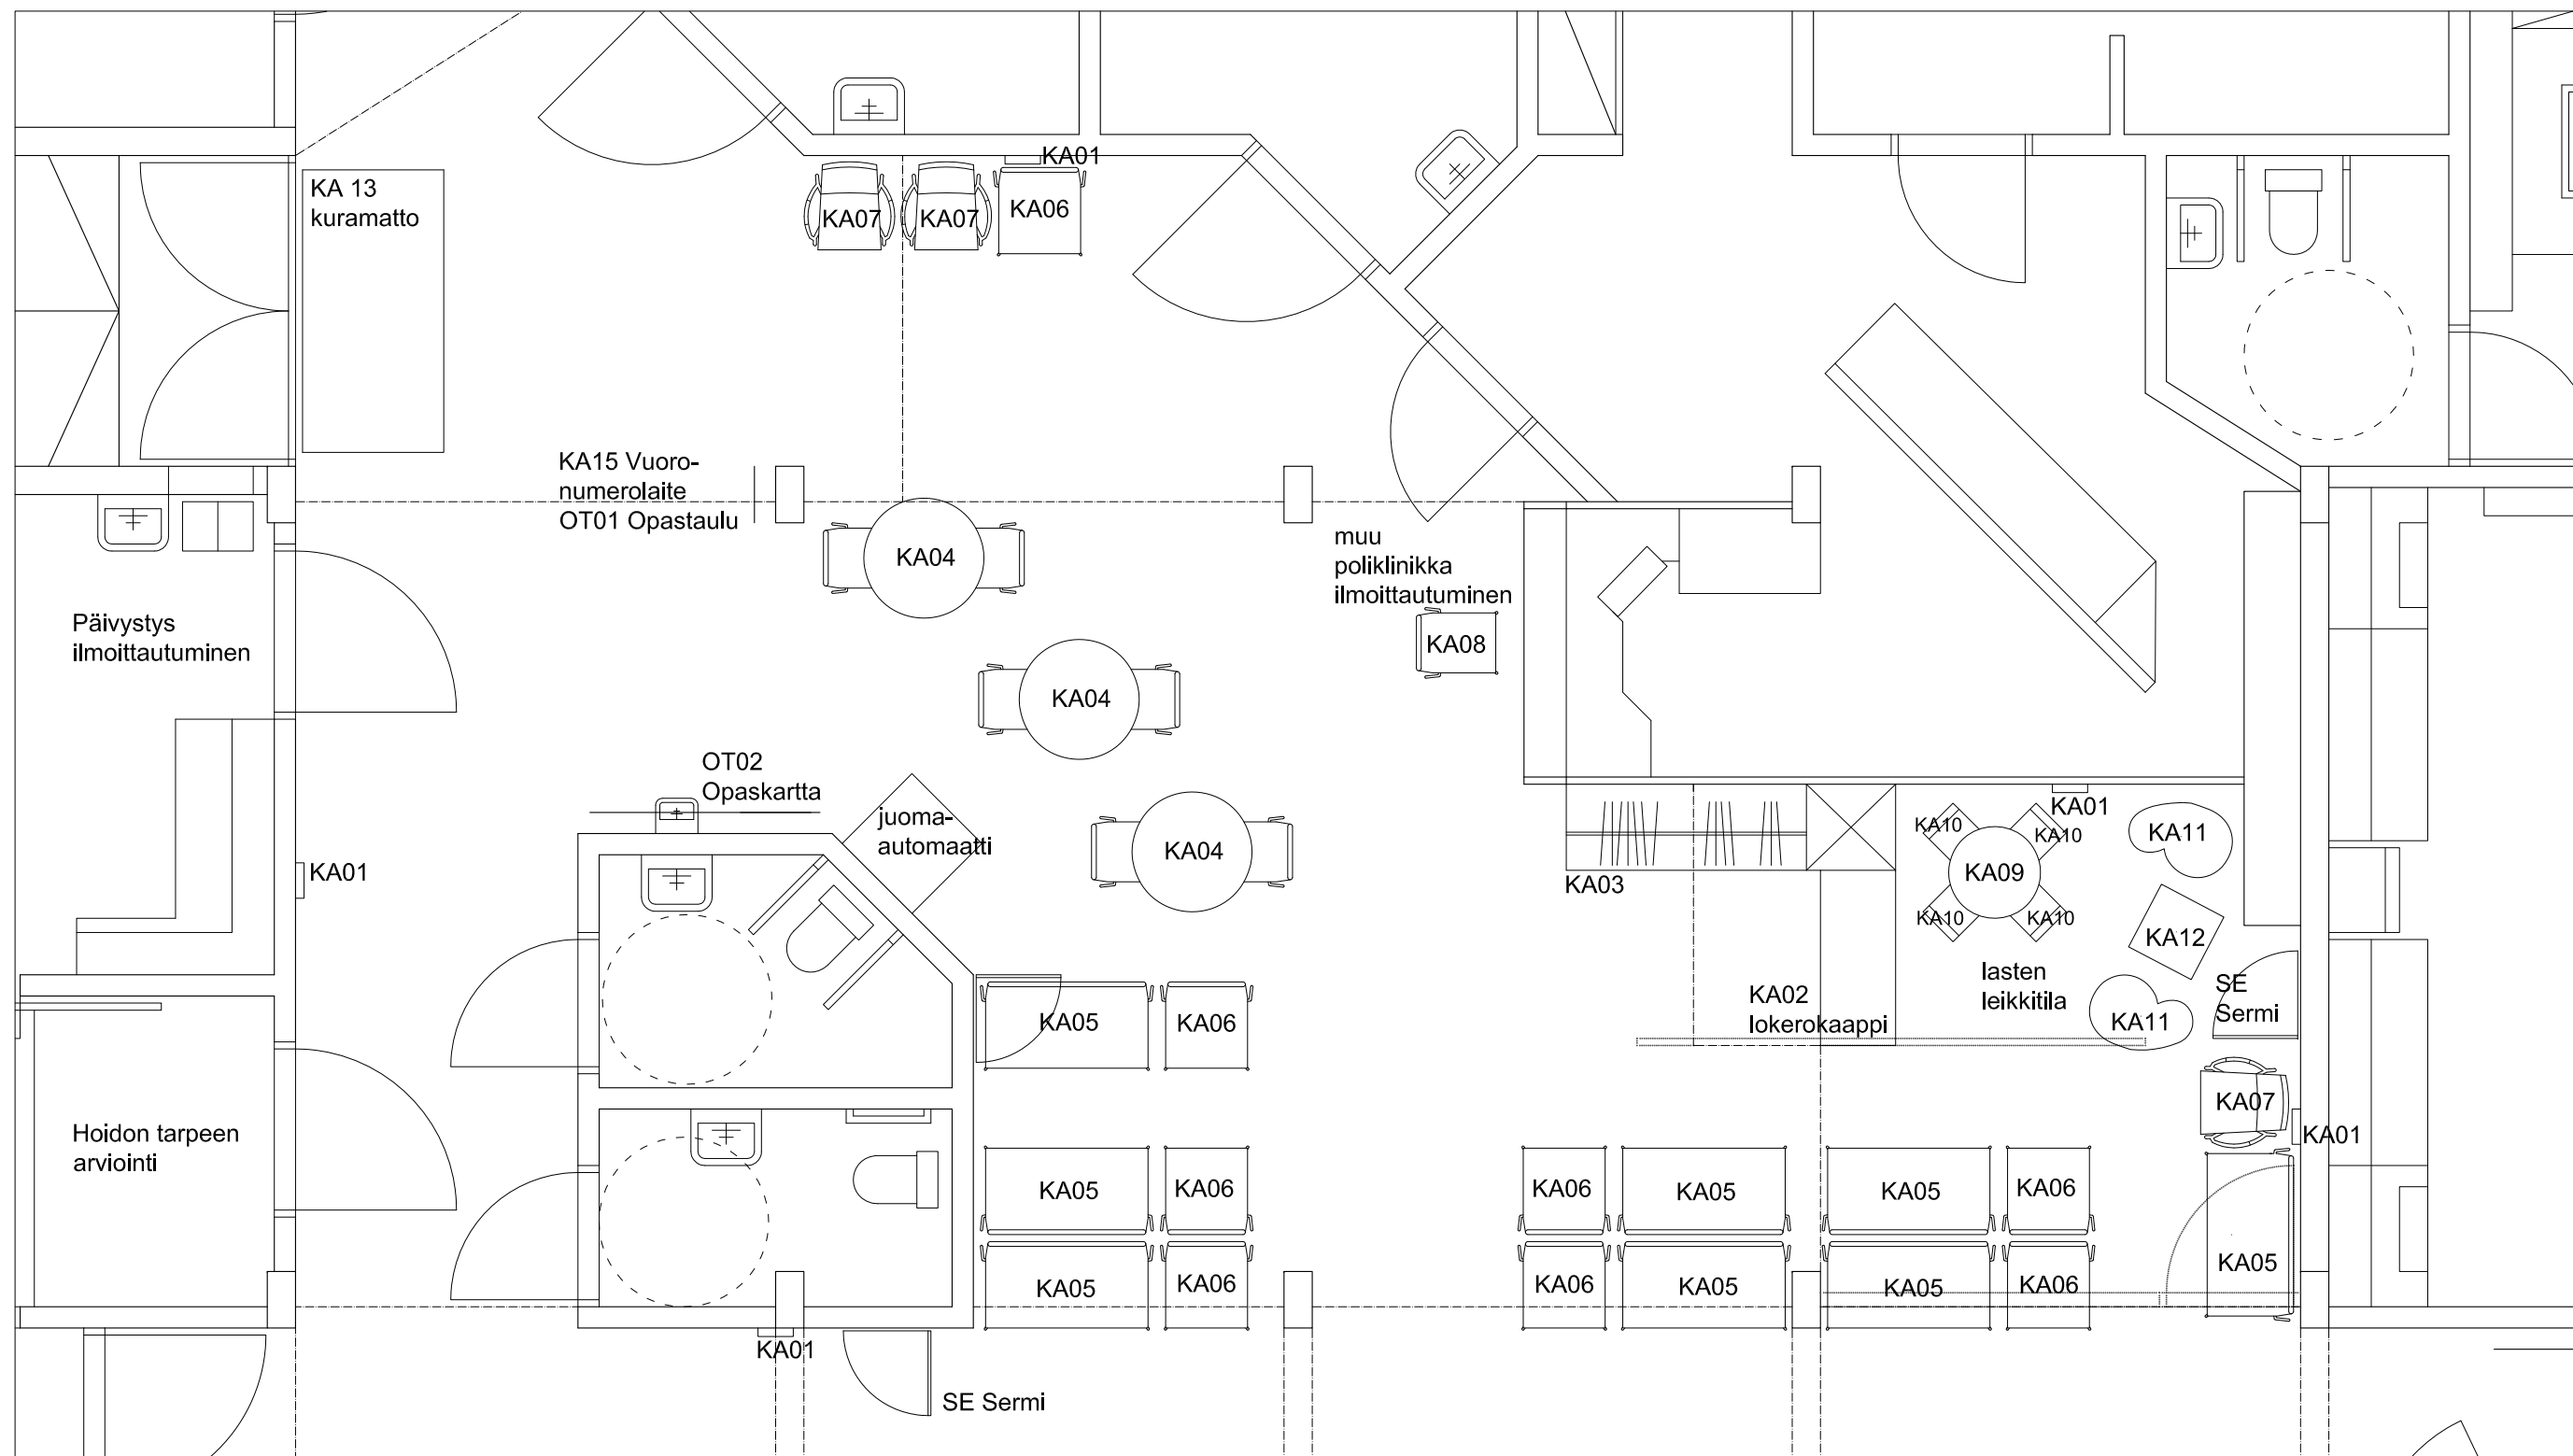 KA01
KA 13
kuramatto
KA07
KA07
KA06
KA15 Vuoro-
numerolaite
OT01 Opastaulu
KA04
muu
poliklinikka
ilmoittautuminen
KA08
Päivystys
ilmoittautuminen
KA04
OT02
Opaskartta
juoma-
automaatti
KA04
KA01
KA03
KA01
KA10
KA10
KA09
KA10
KA10
KA11
KA12
lasten
leikkitila
KA11
SE
Sermi
KA02
lokerokaappi
KA05
KA06
KA07
KA01
Hoidon tarpeen
arviointi
KA05
KA06
KA06
KA05
KA05
KA06
KA05
KA06
KA06
KA05
KA05
KA06
KA05
KA01
SE Sermi